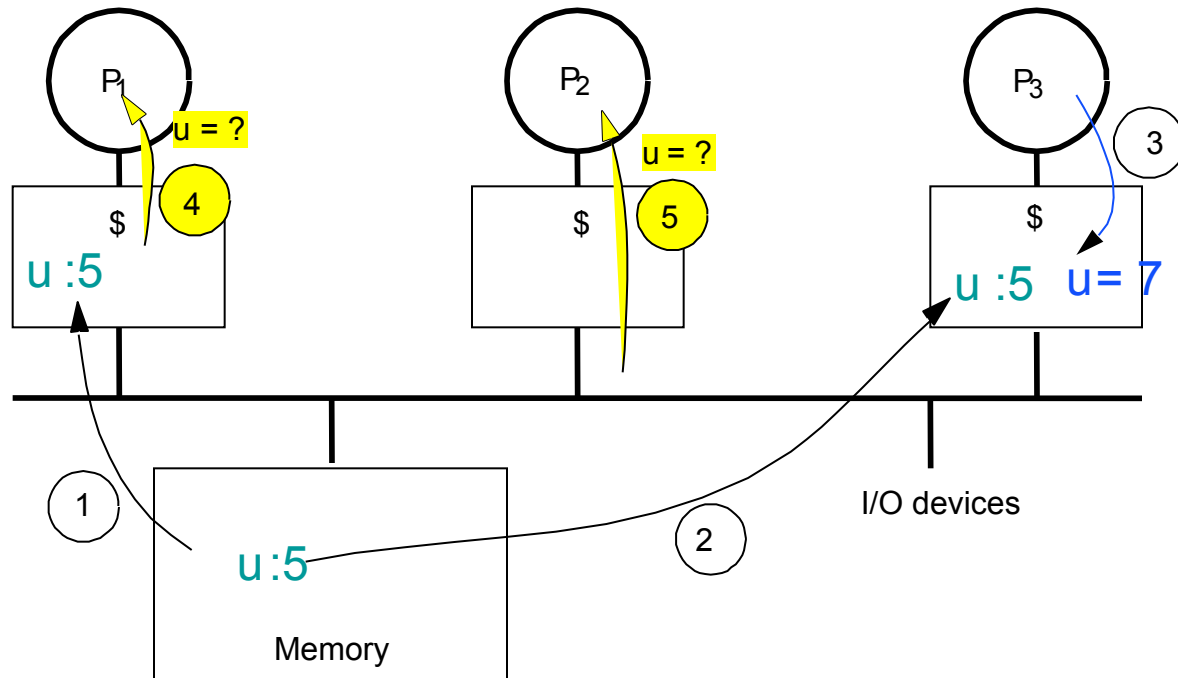 P1
P2
P3
u = ?
u = ?
3
4
5
$
$
$
u :5
u :5 u= 7
1
2
I/O devices
u :5
Memory